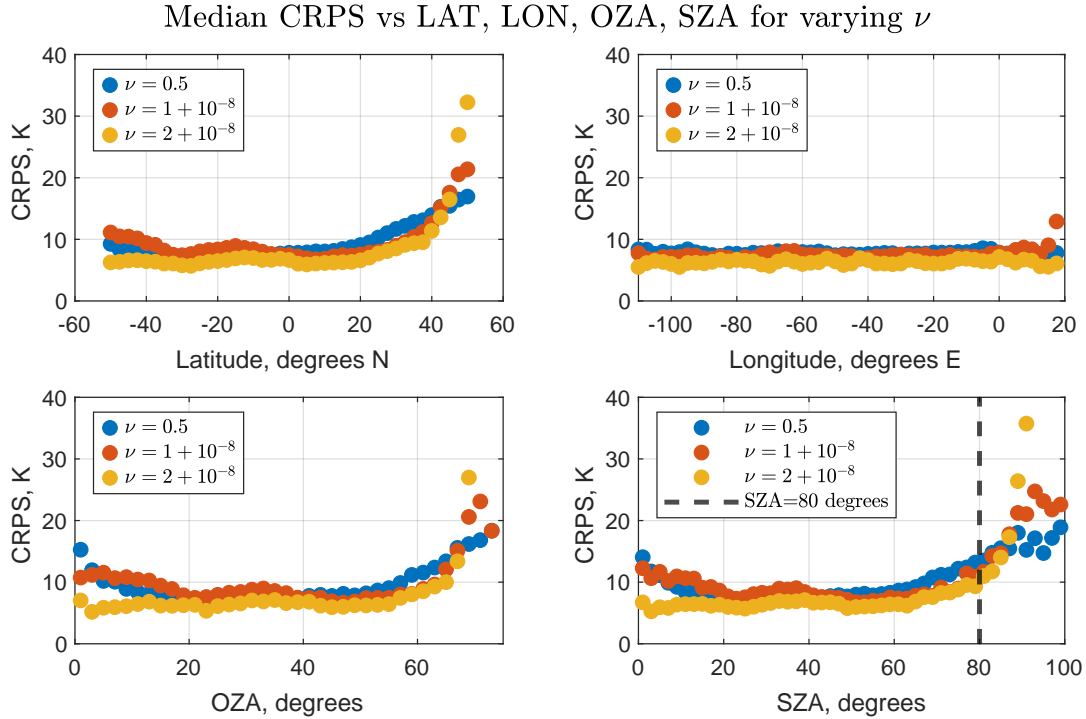 Median CRPS vs LAT, LON, OZA, SZA for varying ν
40
30
20
10
0
CRPS, K
ν = 0.5
ν = 1 + 10⁻⁸
ν = 2 + 10⁻⁸
-60 -40 -20 0 20 40 60
Latitude, degrees N
40
30
20
10
0
CRPS, K
ν = 0.5
ν = 1 + 10⁻⁸
ν = 2 + 10⁻⁸
-100 -80 -60 -40 -20 0 20
Longitude, degrees E
40
30
20
10
0
CRPS, K
ν = 0.5
ν = 1 + 10⁻⁸
ν = 2 + 10⁻⁸
0 20 40 60
OZA, degrees
40
30
20
10
0
CRPS, K
ν = 0.5
ν = 1 + 10⁻⁸
ν = 2 + 10⁻⁸
SZA=80 degrees
0 20 40 60 80 100
SZA, degrees